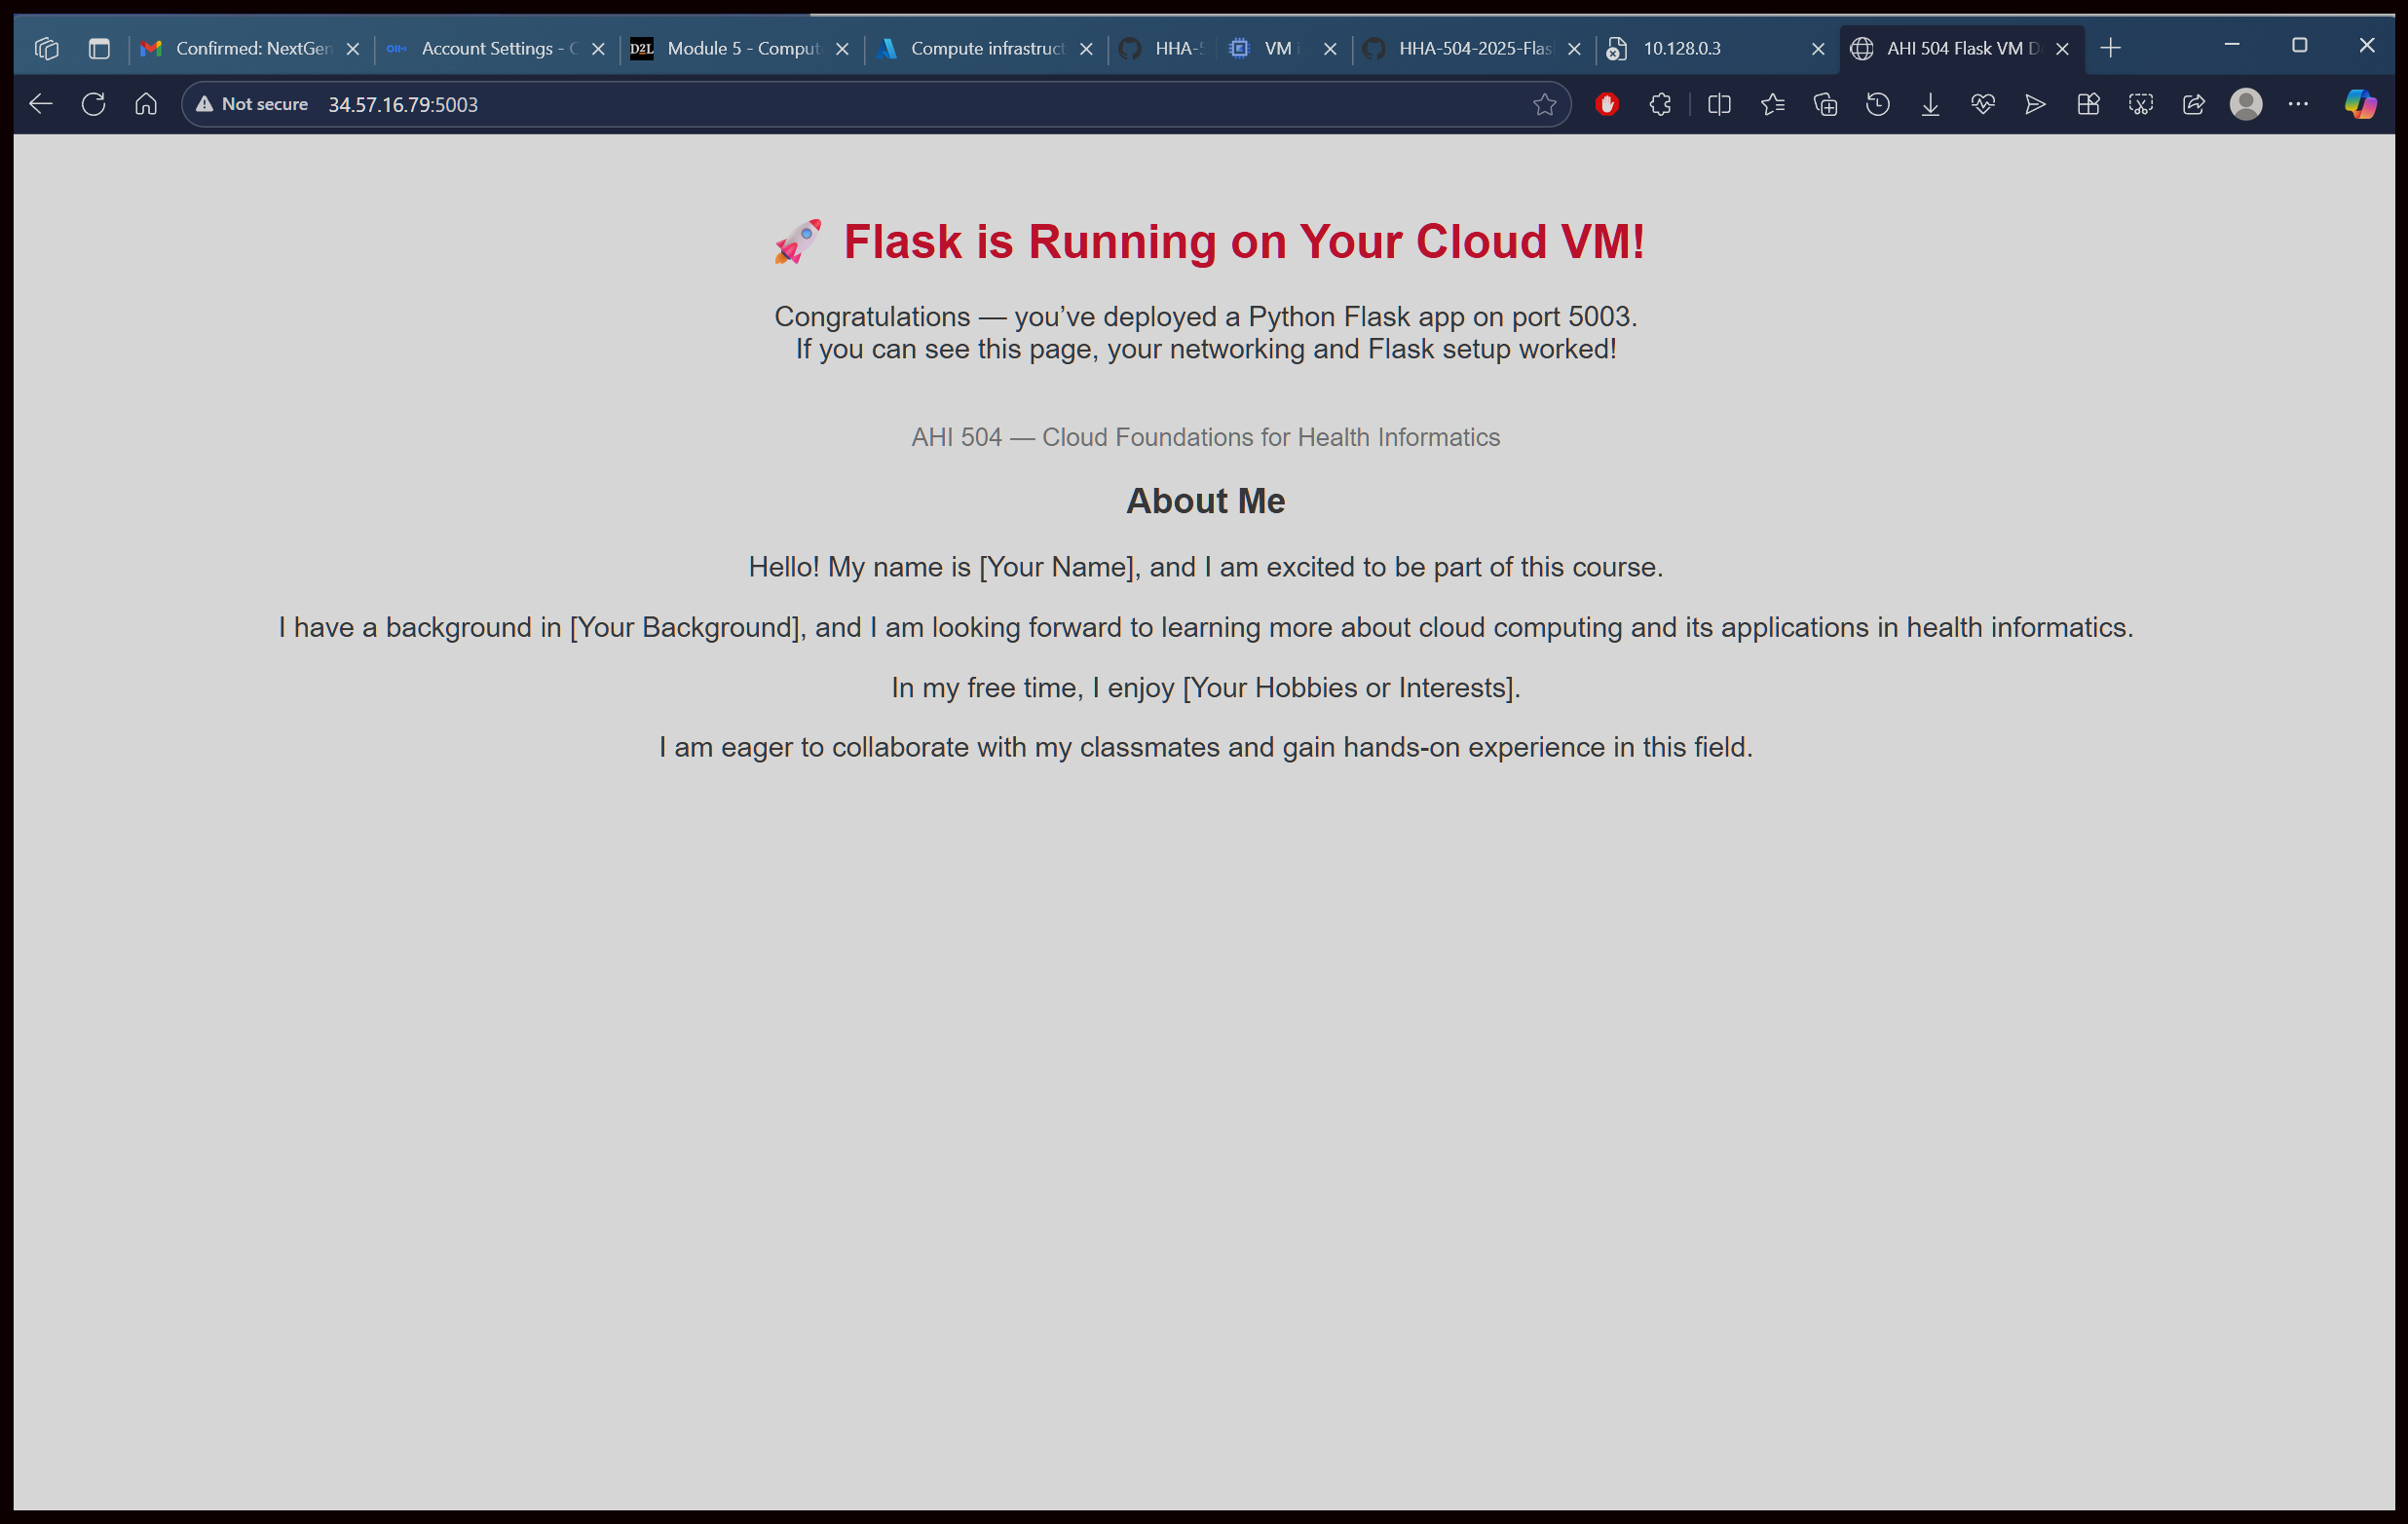 Confirmed: NextGen
Account Settings -
Module 5 - Comput
Compute infrastruct
HHA-
VM
HHA-504-2025-Flas
10.128.0.3
AHI 504 Flask VM D
Not secure
34.57.16.79:5003
🚀 Flask is Running on Your Cloud VM!
Congratulations — you’ve deployed a Python Flask app on port 5003.
If you can see this page, your networking and Flask setup worked!
AHI 504 — Cloud Foundations for Health Informatics
About Me
Hello! My name is [Your Name], and I am excited to be part of this course.
I have a background in [Your Background], and I am looking forward to learning more about cloud computing and its applications in health informatics.
In my free time, I enjoy [Your Hobbies or Interests].
I am eager to collaborate with my classmates and gain hands-on experience in this field.